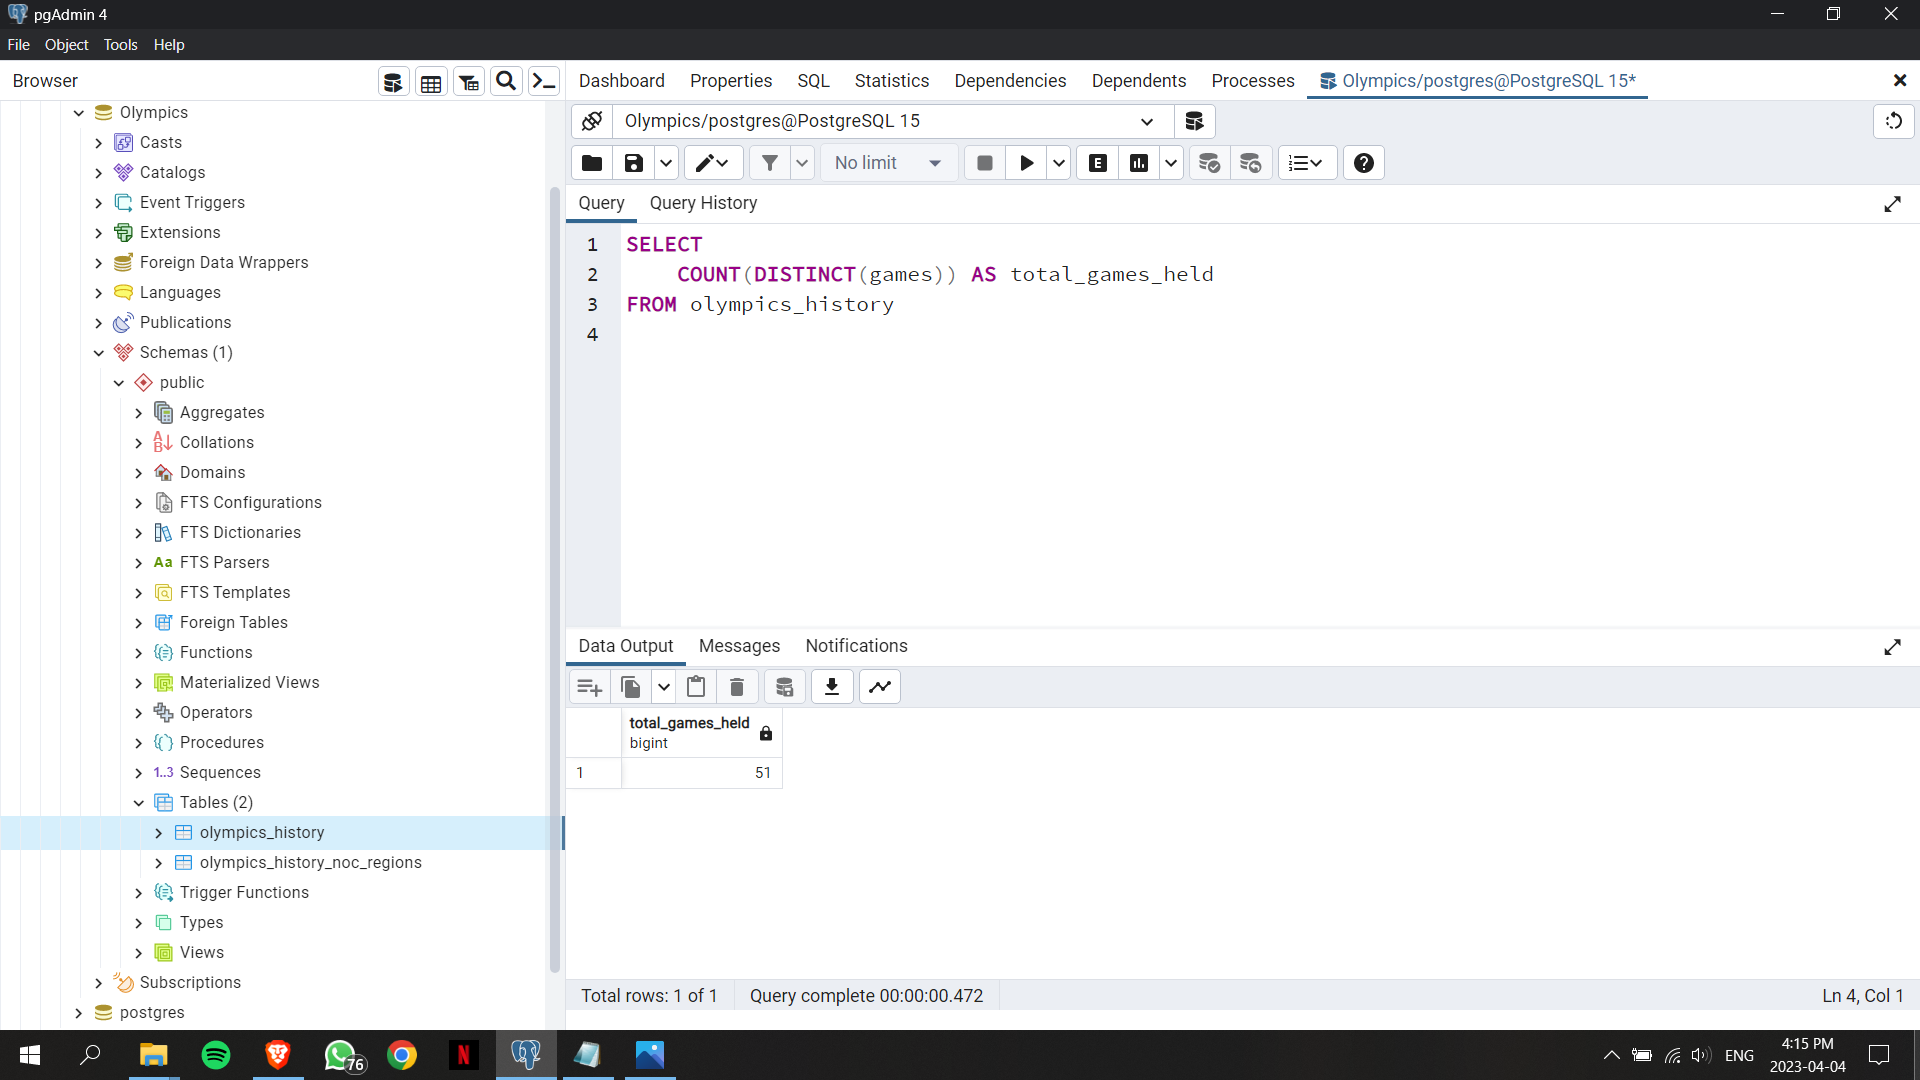 pgAdmin 4
File Object Tools Help
Browser
Dashboard Properties SQL Statistics Dependencies Dependents Processes Olympics/postgres@PostgreSQL 15*
Olympics
Casts
Catalogs
Event Triggers
Extensions
Foreign Data Wrappers
Languages
Publications
Schemas (1)
public
Aggregates
Collations
Domains
FTS Configurations
FTS Dictionaries
Aa FTS Parsers
FTS Templates
Foreign Tables
Functions
Materialized Views
Operators
Procedures
1..3 Sequences
Tables (2)
olympics_history
olympics_history_noc_regions
Trigger Functions
Types
Views
Subscriptions
postgres
Olympics/postgres@PostgreSQL 15
No limit
E
Query Query History
1 SELECT
2 COUNT(DISTINCT(games)) AS total_games_held
3 FROM olympics_history
4
Data Output Messages Notifications
total_games_held
bigint
1 51
Total rows: 1 of 1 Query complete 00:00:00.472 Ln 4, Col 1
76 N ENG 4:15 PM
2023-04-04